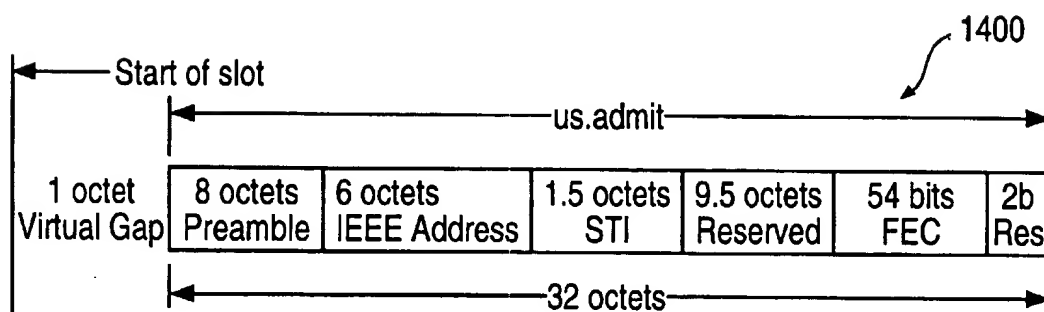 1400
Start of slot
us.admit
1 octet
Virtual Gap
8 octets
Preamble
6 octets
IEEE Address
1.5 octets
STI
9.5 octets
Reserved
54 bits
FEC
2b
Res
32 octets